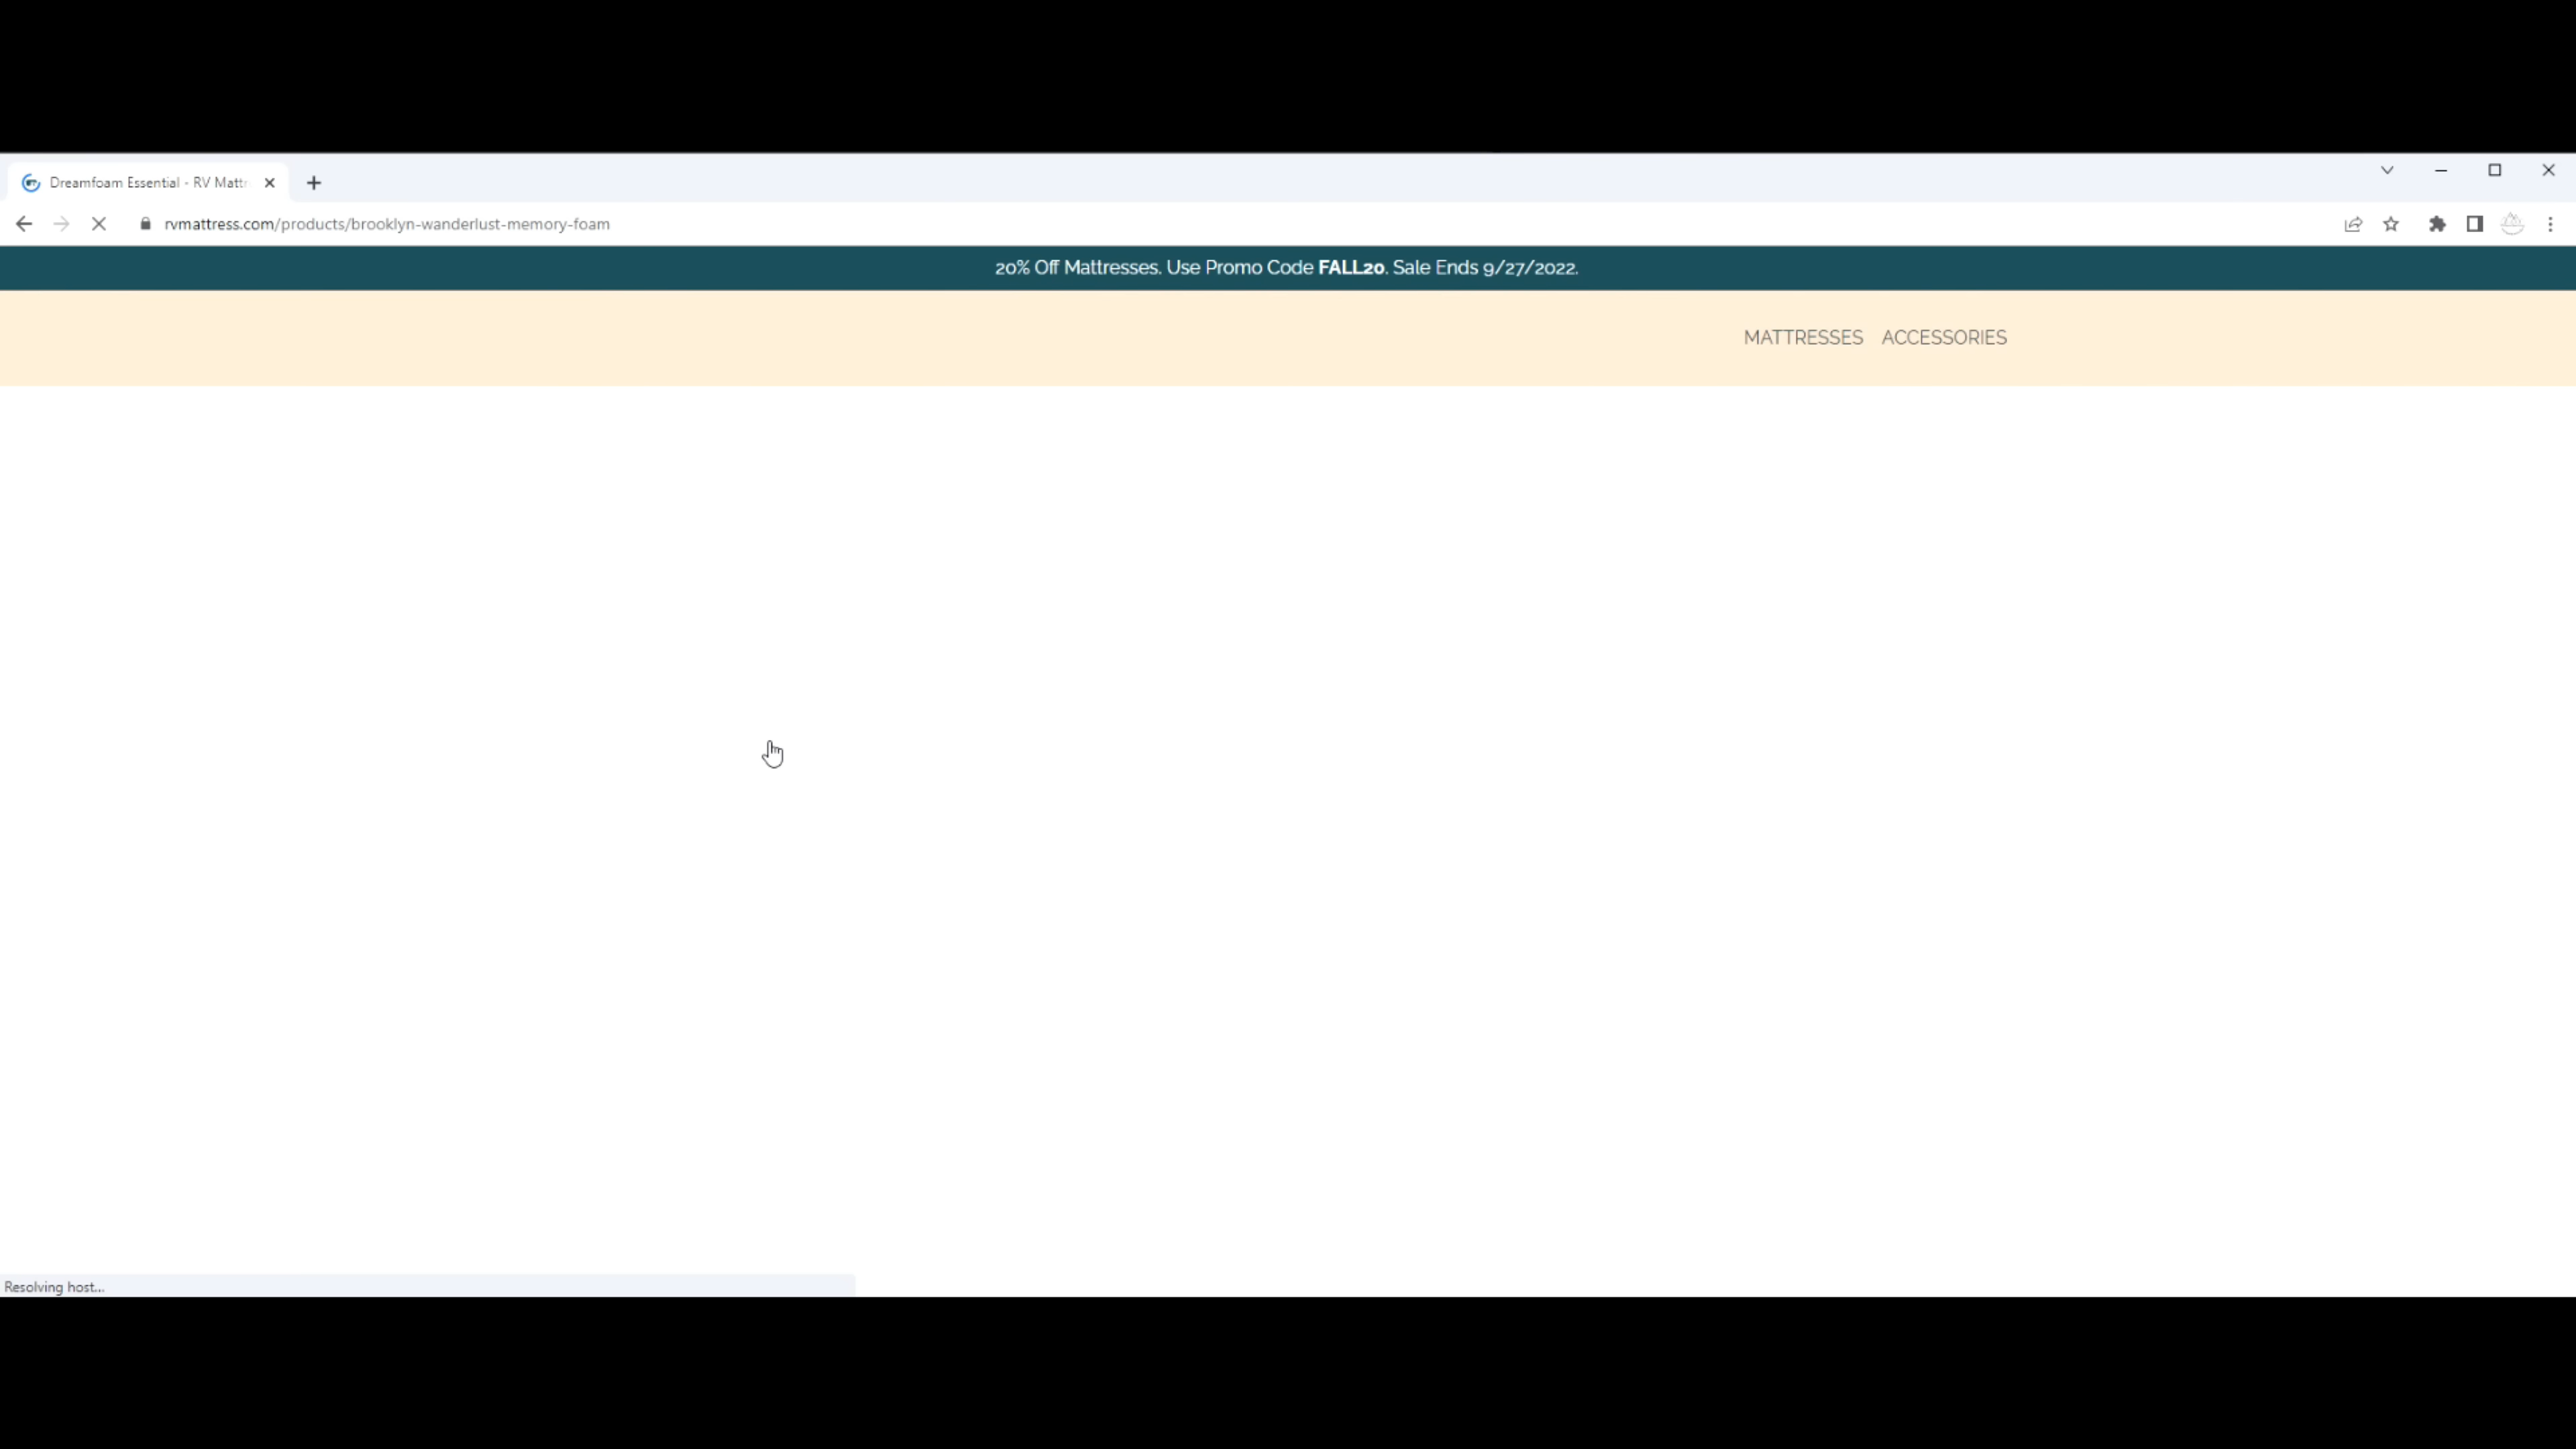 Dreamfoam Essential - RV Matt
rvmattress.com/products/brooklyn-wanderlust-memory-foam
20% Off Mattresses. Use Promo Code FALL20. Sale Ends 9/27/2022.
MATTRESSES ACCESSORIES
Resolving host...